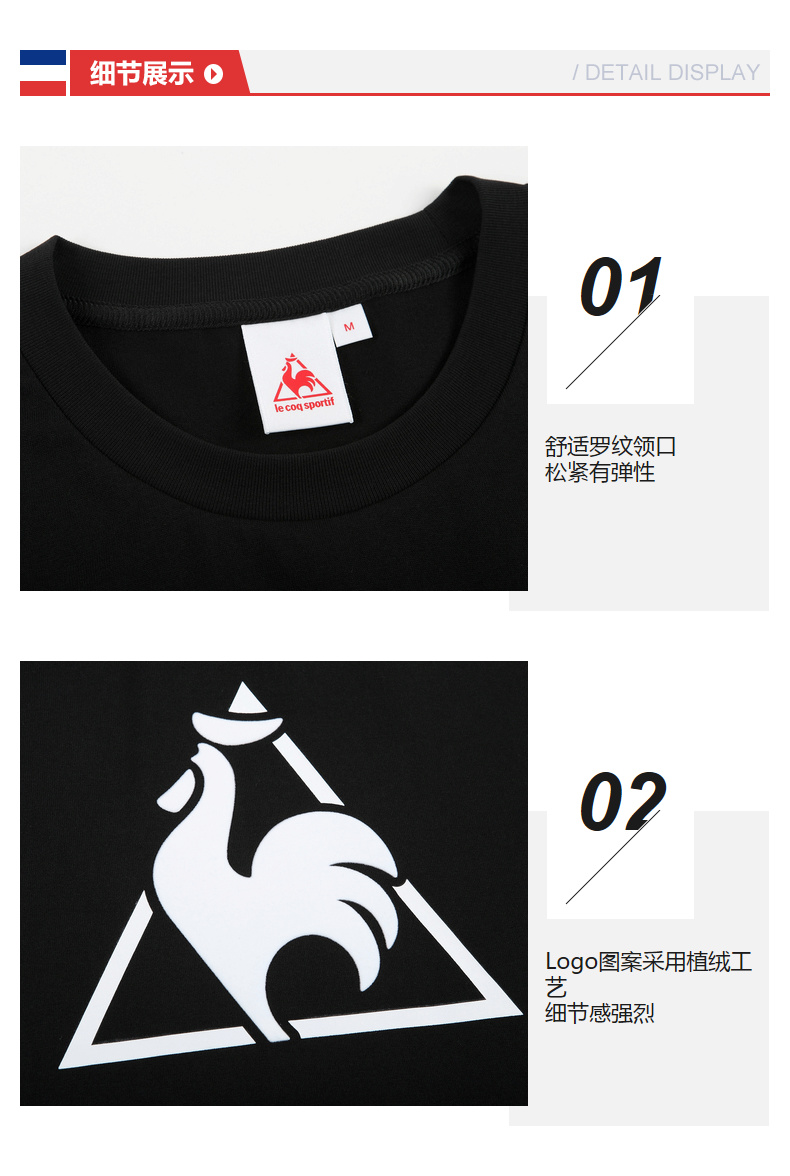 细节展示
/ DETAIL DISPLAY
M
le coq sportif
01
舒适罗纹领口
松紧有弹性
02
Logo图案采用植绒工
艺
细节感强烈